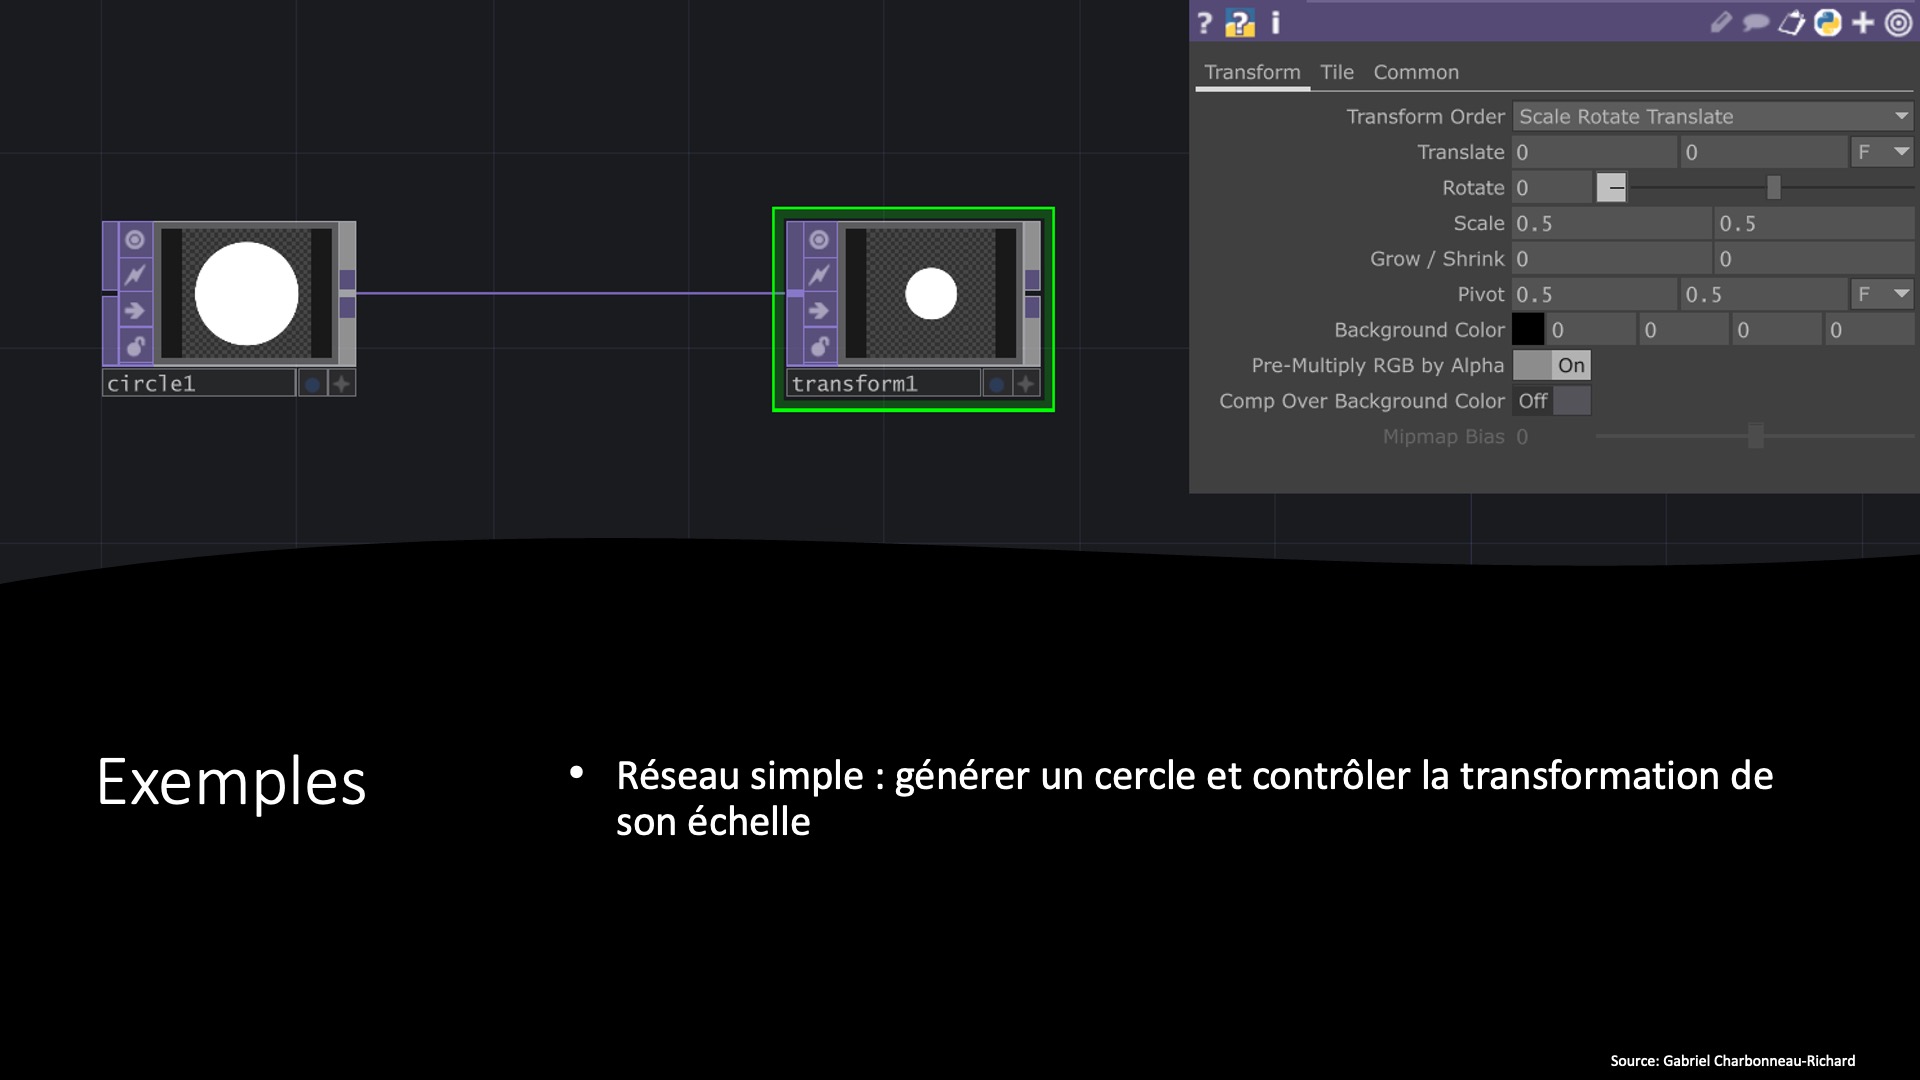 ? ? i
Transform Tile Common
Transform Order Scale Rotate Translate
Translate 0 0 F
Rotate 0
Scale 0.5 0.5
Grow / Shrink 0 0
Pivot 0.5 0.5 F
Background Color 0 0 0 0
Pre-Multiply RGB by Alpha On
Comp Over Background Color Off
Mipmap Bias 0
circle1
transform1
Exemples
• Réseau simple : générer un cercle et contrôler la transformation de
son échelle
Source: Gabriel Charbonneau-Richard